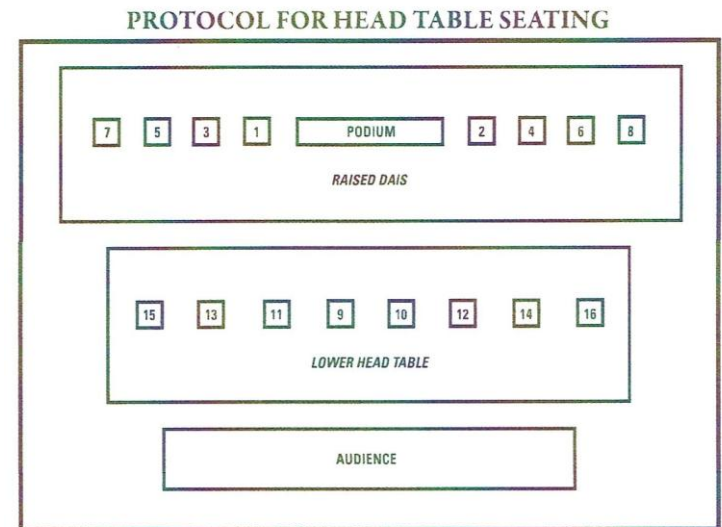 PROTOCOL FOR HEAD TABLE SEATING
7 5 3 1 PODIUM 2 4 6 8
RAISED DAIS
15 13 11 9 10 12 14 16
LOWER HEAD TABLE
AUDIENCE